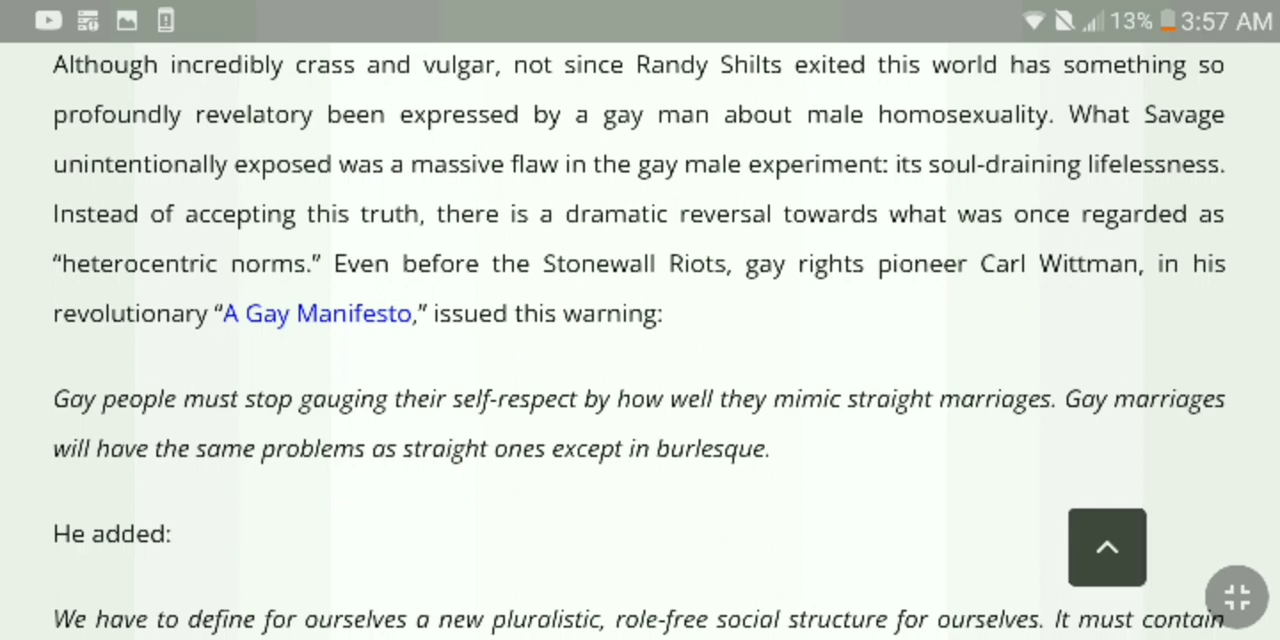 13% 3:57 AM
Although incredibly crass and vulgar, not since Randy Shilts exited this world has something so
profoundly revelatory been expressed by a gay man about male homosexuality. What Savage
unintentionally exposed was a massive flaw in the gay male experiment: its soul-draining lifelessness.
Instead of accepting this truth, there is a dramatic reversal towards what was once regarded as
“heterocentric norms.” Even before the Stonewall Riots, gay rights pioneer Carl Wittman, in his
revolutionary “A Gay Manifesto,” issued this warning:
Gay people must stop gauging their self-respect by how well they mimic straight marriages. Gay marriages
will have the same problems as straight ones except in burlesque.
He added:
We have to define for ourselves a new pluralistic, role-free social structure for ourselves. It must contain